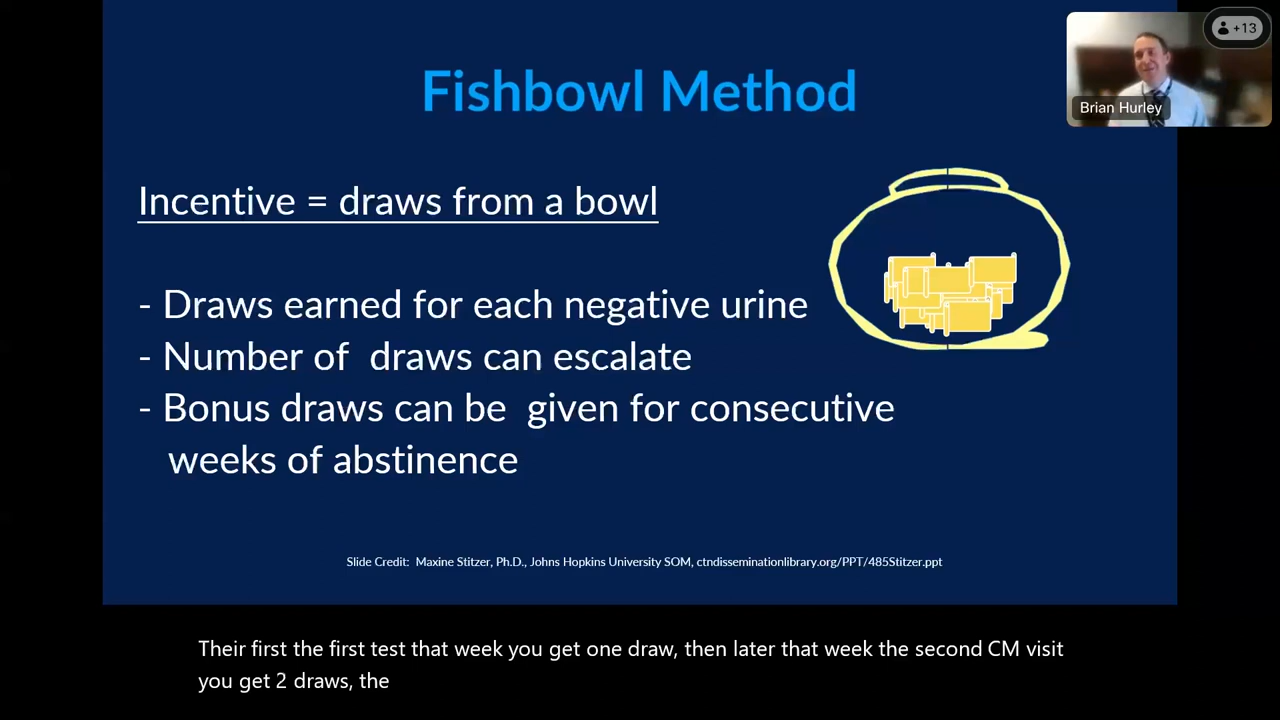 Fishbowl Method
+13
Brian Hurley
Incentive = draws from a bowl
- Draws earned for each negative urine
- Number of draws can escalate
- Bonus draws can be given for consecutive
weeks of abstinence
Slide Credit: Maxine Stitzer, Ph.D., Johns Hopkins University SOM, ctndisseminationlibrary.org/PPT/485Stitzer.ppt
Their first the first test that week you get one draw, then later that week the second CM visit
you get 2 draws, the